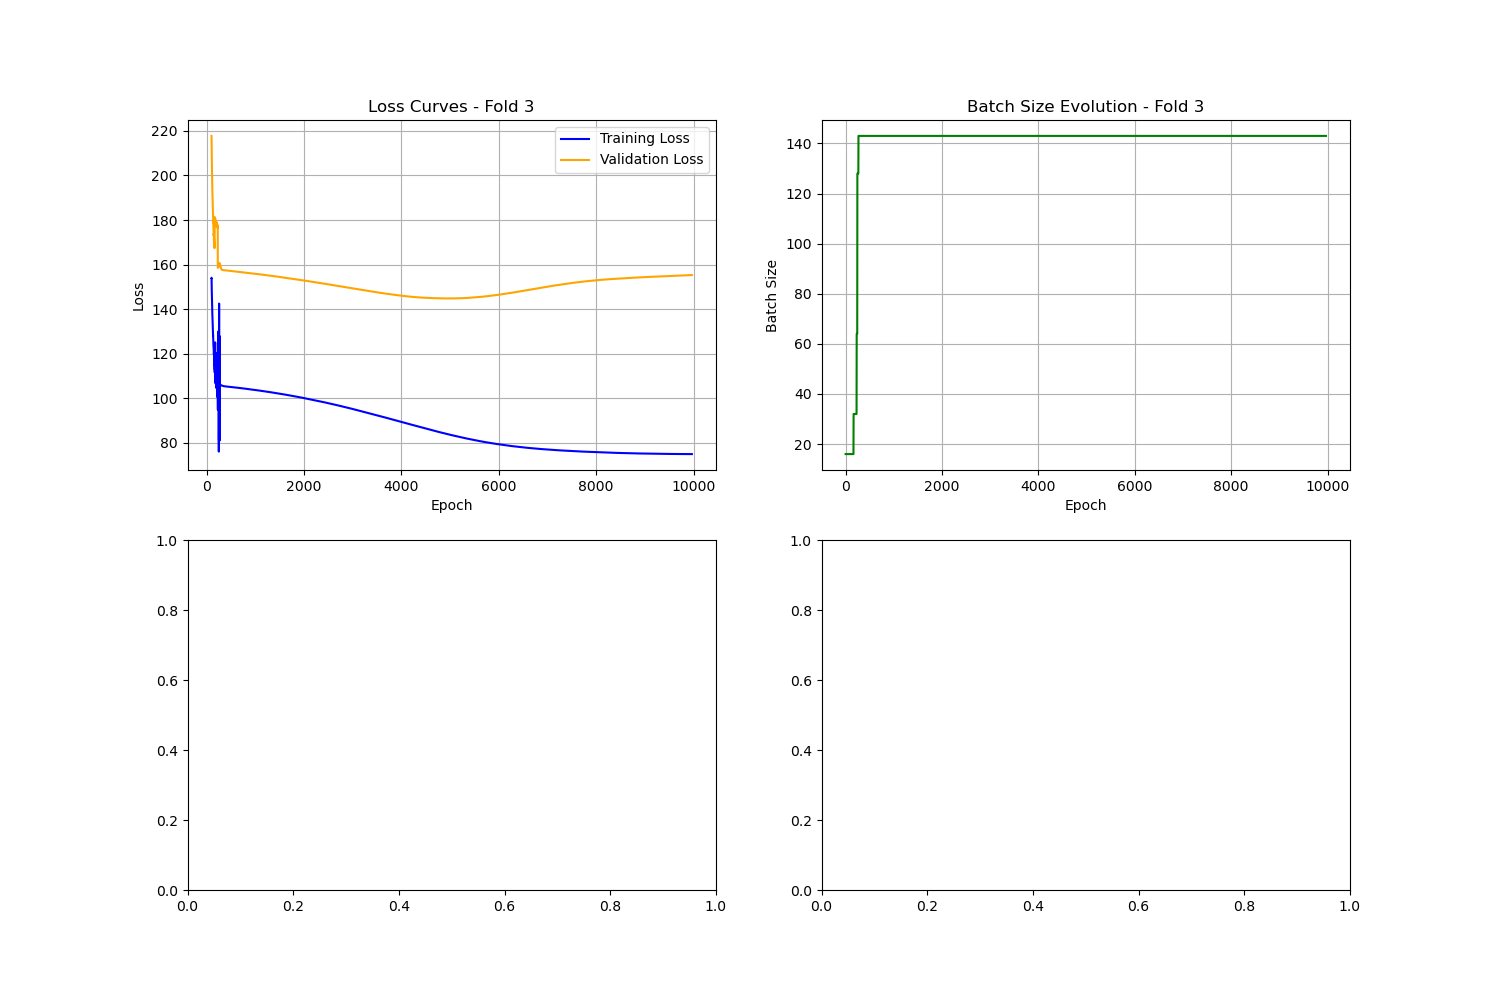 Loss Curves - Fold 3
220
200
180
160
140
120
100
80
Loss
Training Loss
Validation Loss
0 2000 4000 6000 8000 10000
Epoch
Batch Size Evolution - Fold 3
140
120
100
80
60
40
20
Batch Size
0 2000 4000 6000 8000 10000
Epoch
1.0
0.8
0.6
0.4
0.2
0.0
0.0 0.2 0.4 0.6 0.8 1.0
1.0
0.8
0.6
0.4
0.2
0.0
0.0 0.2 0.4 0.6 0.8 1.0